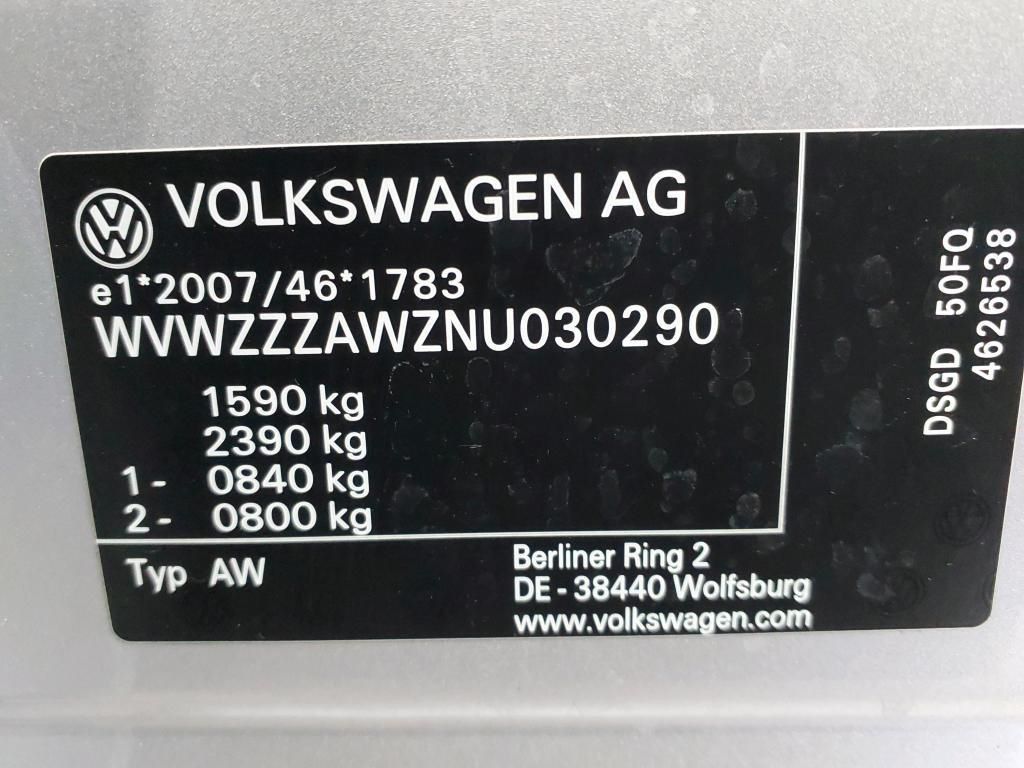 VOLKSWAGEN AG
e1*2007/46*1783
WVWZZZAWZNU030290
1590 kg
2390 kg
1- 0840 kg
2- 0800 kg
Typ AW
Berliner Ring 2
DE - 38440 Wolfsburg
www.volkswagen.com
DSGD 50FQ
4626538